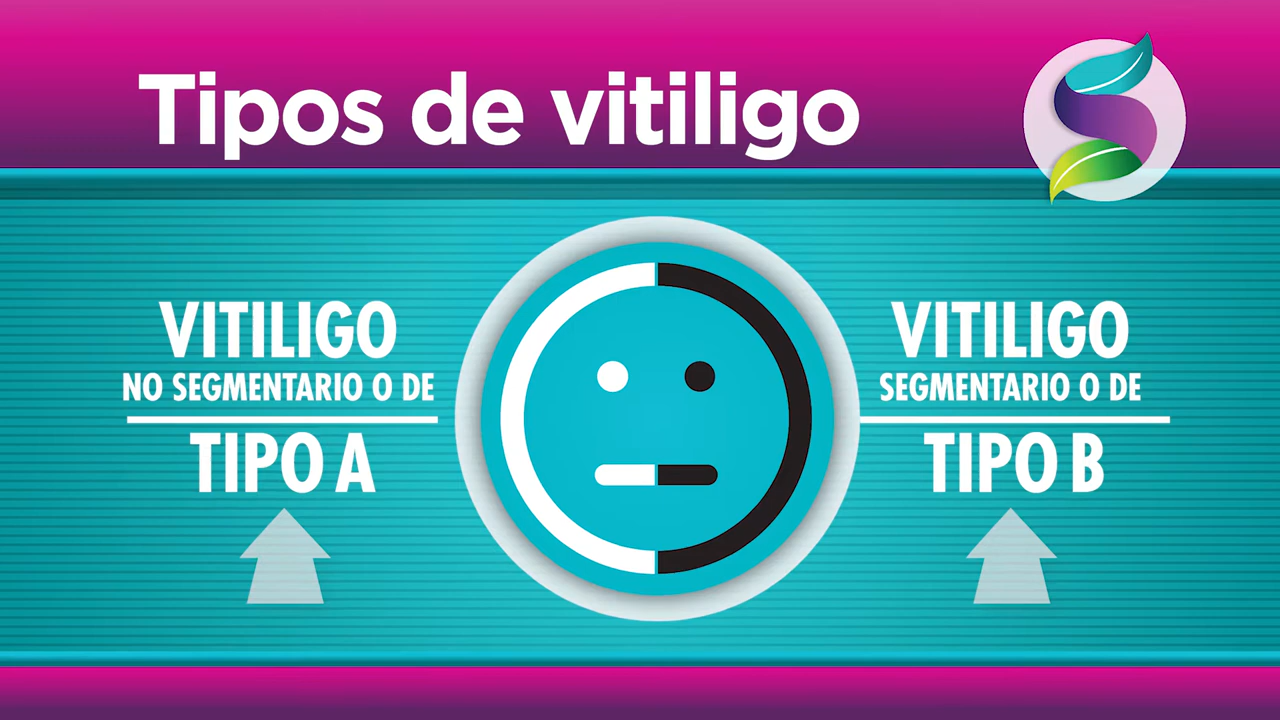 Tipos de vitiligo
VITILIGO
NO SEGMENTARIO O DE
TIPO A
VITILIGO
SEGMENTARIO O DE
TIPO B